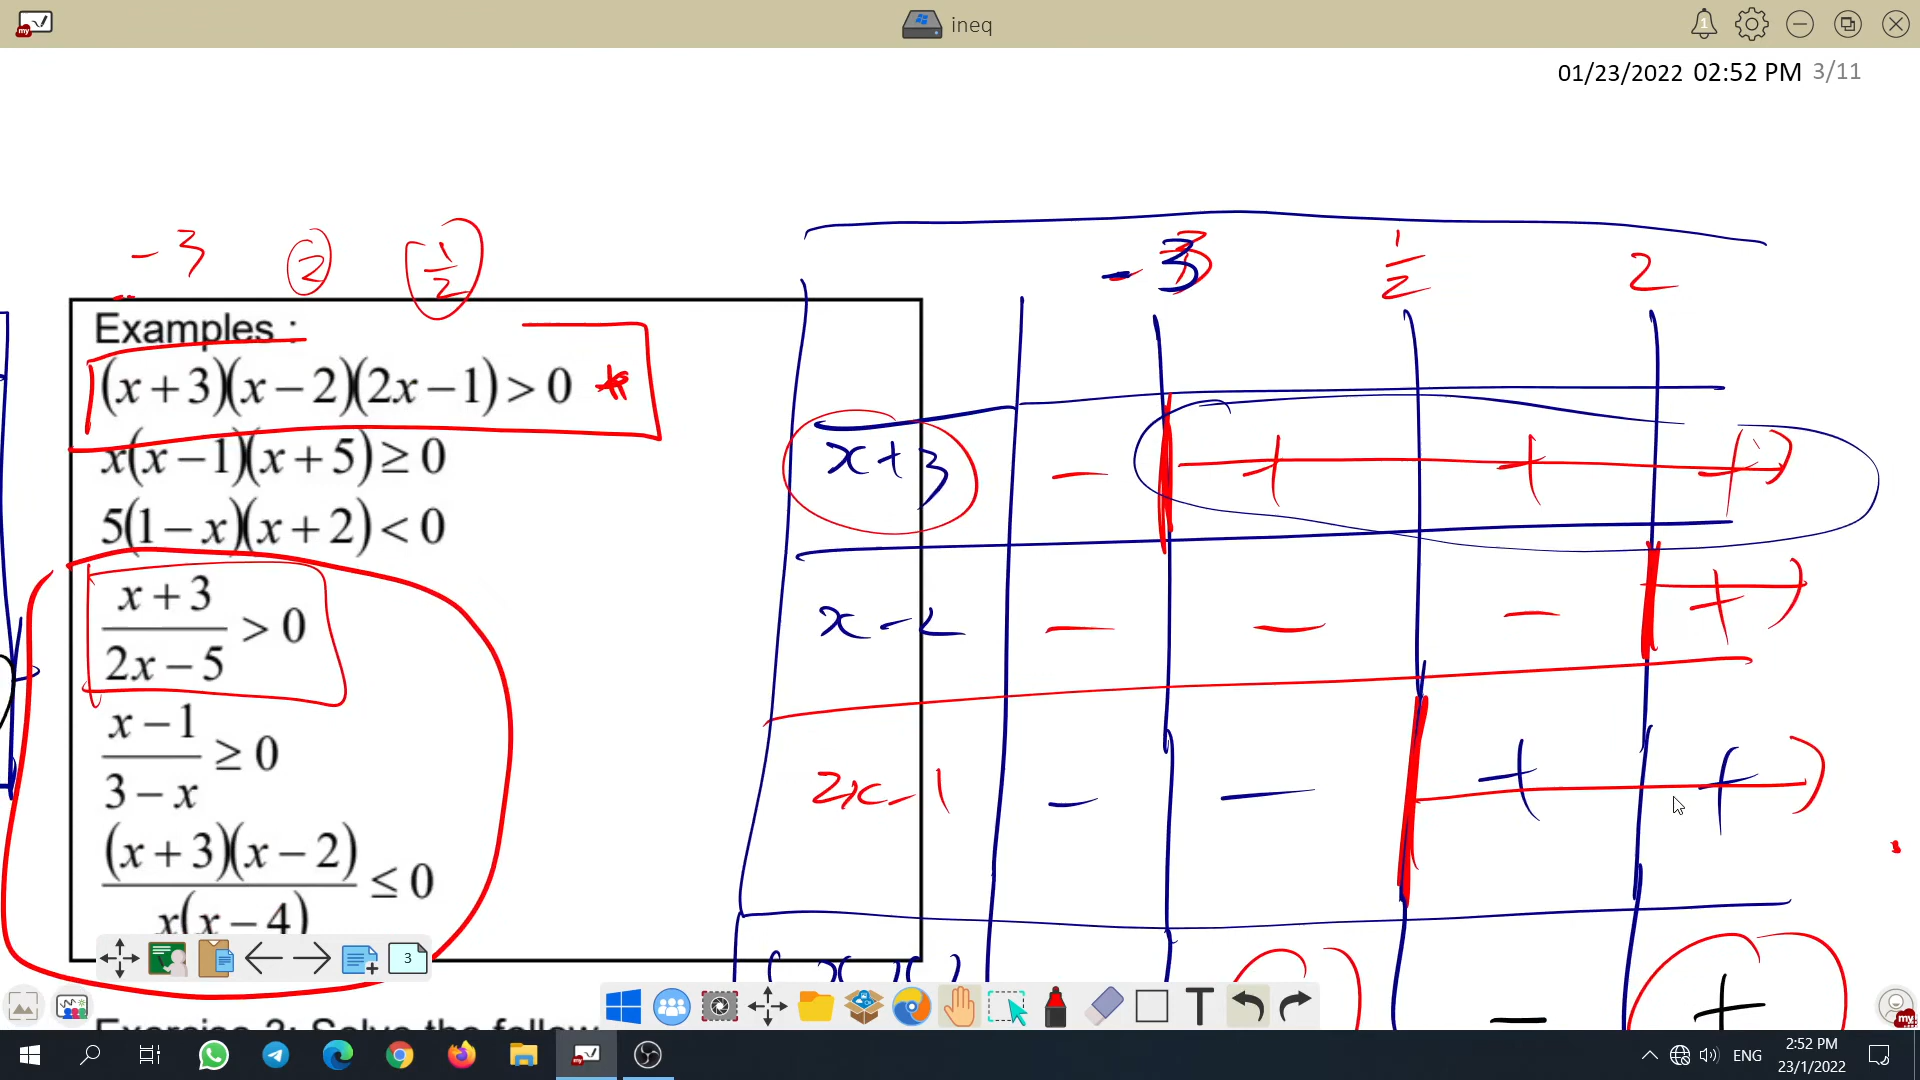 ineq
01/23/2022 02:52 PM 3/11
-3 2 1/2
-3 1/2 2
Examples :
(x+3)(x−2)(2x−1)>0 *
x(x−1)(x+5)≥0
5(1−x)(x+2)<0
x+3
2x−5
>0
x−1
3−x
≥0
(x+3)(x−2)
x(x−4)
≤0
x+3 − + + +
x−2 − − − +
2x−1 − − + +
− +
3
ENG
2:52 PM
23/1/2022